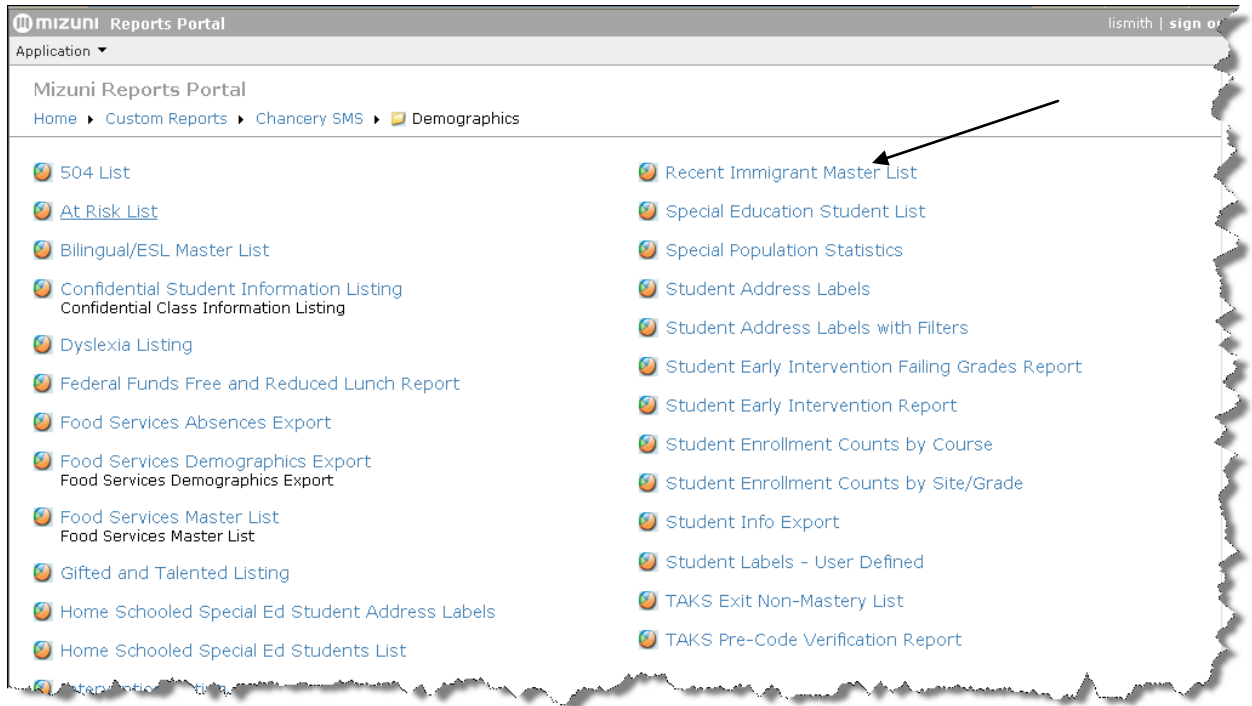 mizuni Reports Portal
lismith | sign o
Application
Mizuni Reports Portal
Home Custom Reports Chancery SMS Demographics
504 List
At Risk List
Bilingual/ESL Master List
Confidential Student Information Listing
Confidential Class Information Listing
Dyslexia Listing
Federal Funds Free and Reduced Lunch Report
Food Services Absences Export
Food Services Demographics Export
Food Services Demographics Export
Food Services Master List
Food Services Master List
Gifted and Talented Listing
Home Schooled Special Ed Student Address Labels
Home Schooled Special Ed Students List
Recent Immigrant Master List
Special Education Student List
Special Population Statistics
Student Address Labels
Student Address Labels with Filters
Student Early Intervention Failing Grades Report
Student Early Intervention Report
Student Enrollment Counts by Course
Student Enrollment Counts by Site/Grade
Student Info Export
Student Labels - User Defined
TAKS Exit Non-Mastery List
TAKS Pre-Code Verification Report